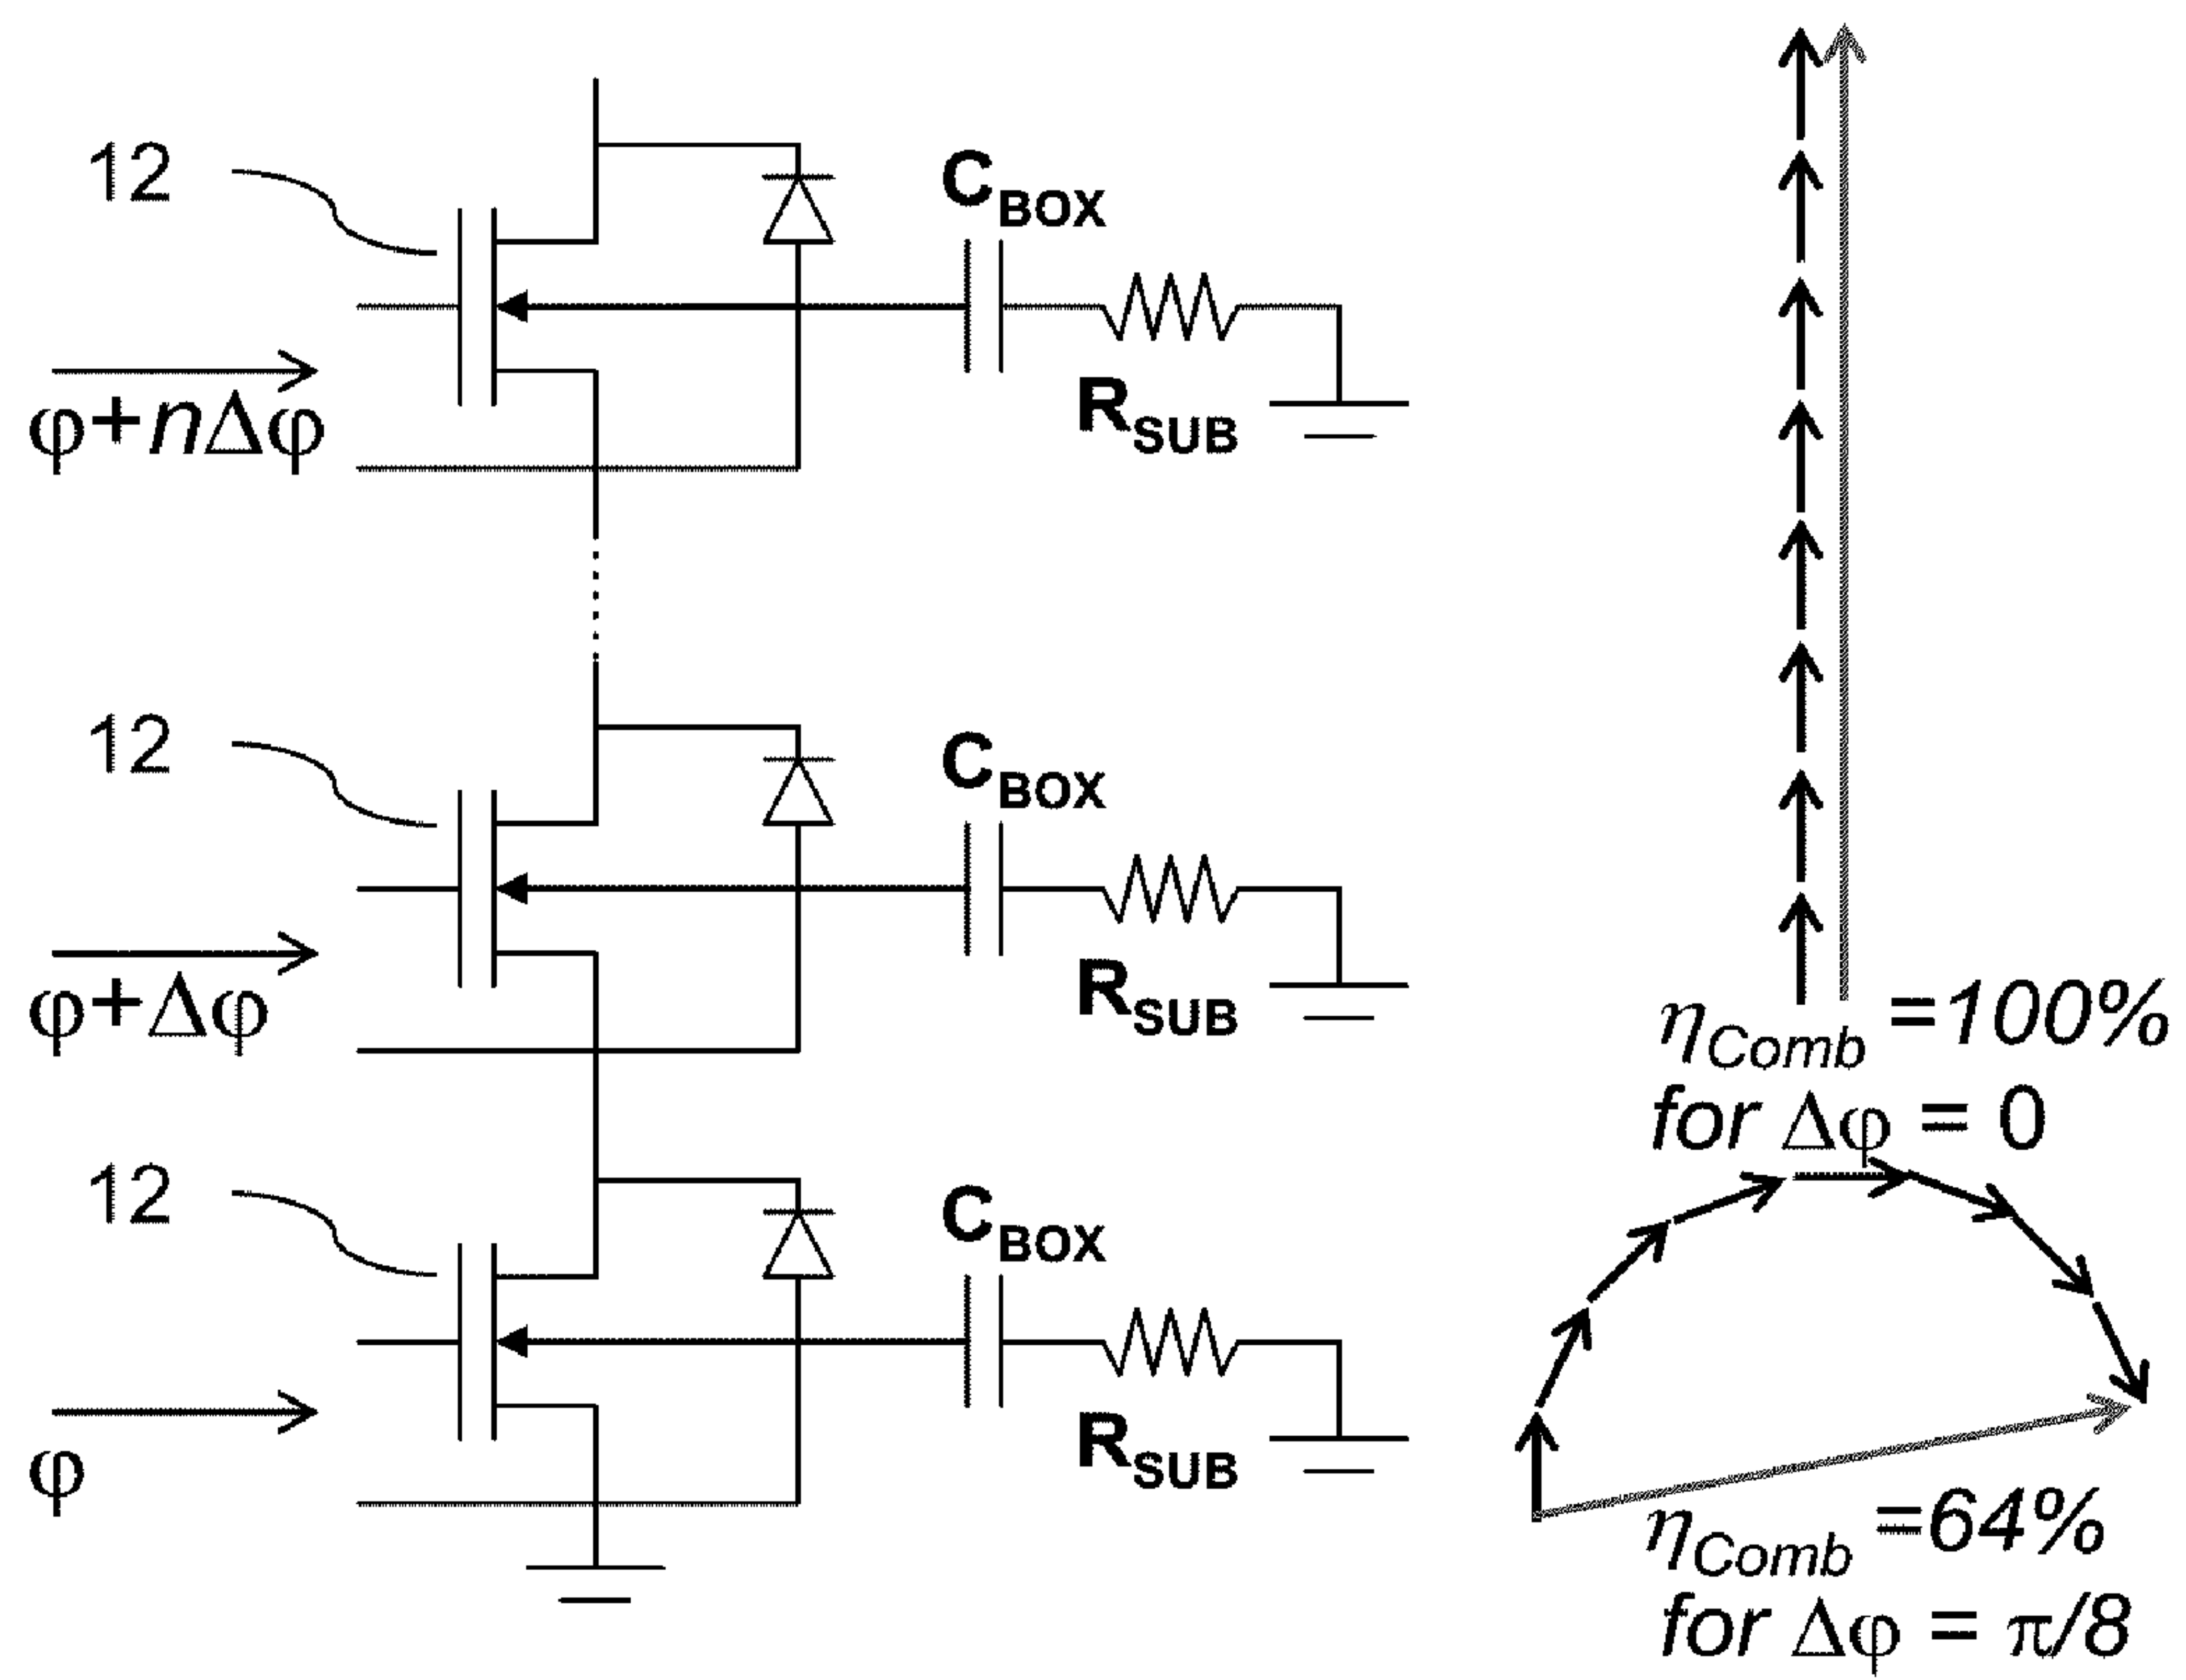 12
C_BOX
R_SUB
φ+nΔφ
12
C_BOX
R_SUB
φ+Δφ
12
C_BOX
R_SUB
φ
η_Comb =100%
for Δφ = 0
η_Comb =64%
for Δφ = π/8